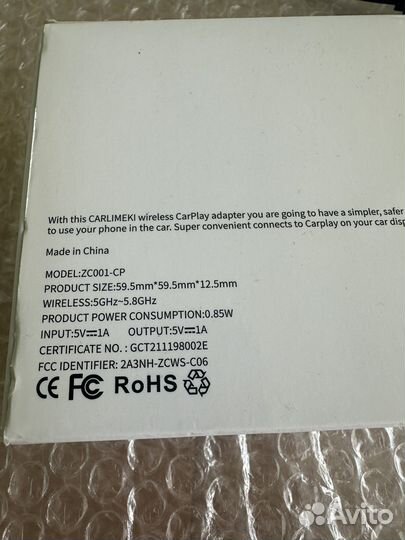 With this CARLIMEKI wireless CarPlay adapter you are going to have a simpler, safer
to use your phone in the car. Super convenient connects to Carplay on your car disp
Made in China
MODEL:ZC001-CP
PRODUCT SIZE:59.5mm*59.5mm*12.5mm
WIRELESS:5GHz~5.8GHz
PRODUCT POWER CONSUMPTION:0.85W
INPUT:5V⎓1A OUTPUT:5V⎓1A
CERTIFICATE NO.: GCT211198002E
FCC IDENTIFIER: 2A3NH-ZCWS-C06
CE FC RoHS
Avito